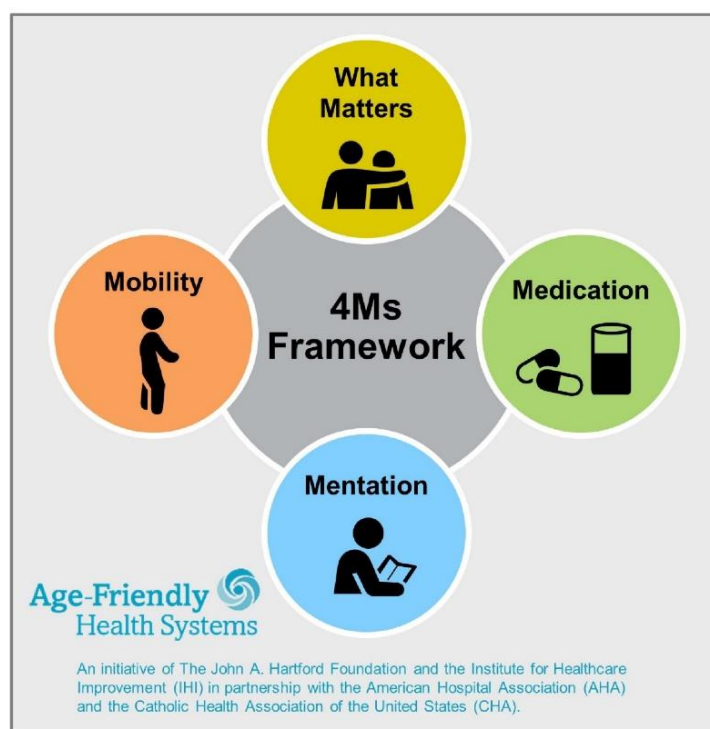 What
Matters
Mobility
4Ms
Framework
Medication
Mentation
Age-Friendly
Health Systems
An initiative of The John A. Hartford Foundation and the Institute for Healthcare
Improvement (IHI) in partnership with the American Hospital Association (AHA)
and the Catholic Health Association of the United States (CHA).